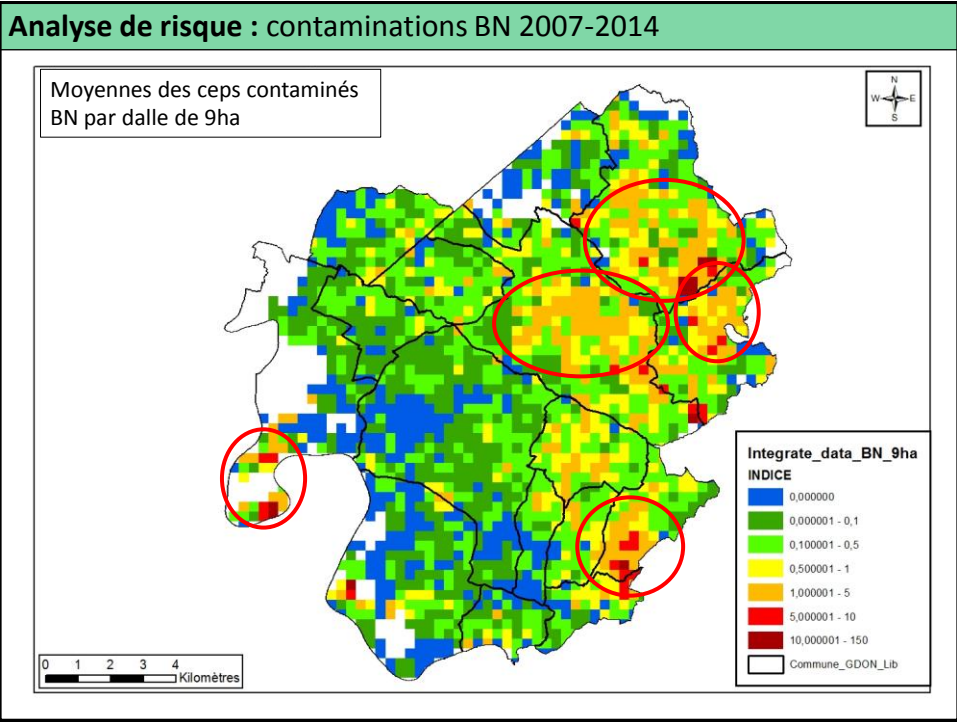 Analyse de risque : contaminations BN 2007-2014
Moyennes des ceps contaminés
BN par dalle de 9ha
N
W E
S
Integrate_data_BN_9ha
INDICE
0,000000
0,000001 - 0,1
0,100001 - 0,5
0,500001 - 1
1,000001 - 5
5,000001 - 10
10,000001 - 150
Commune_GDON_Lib
0 1 2 3 4
Kilomètres